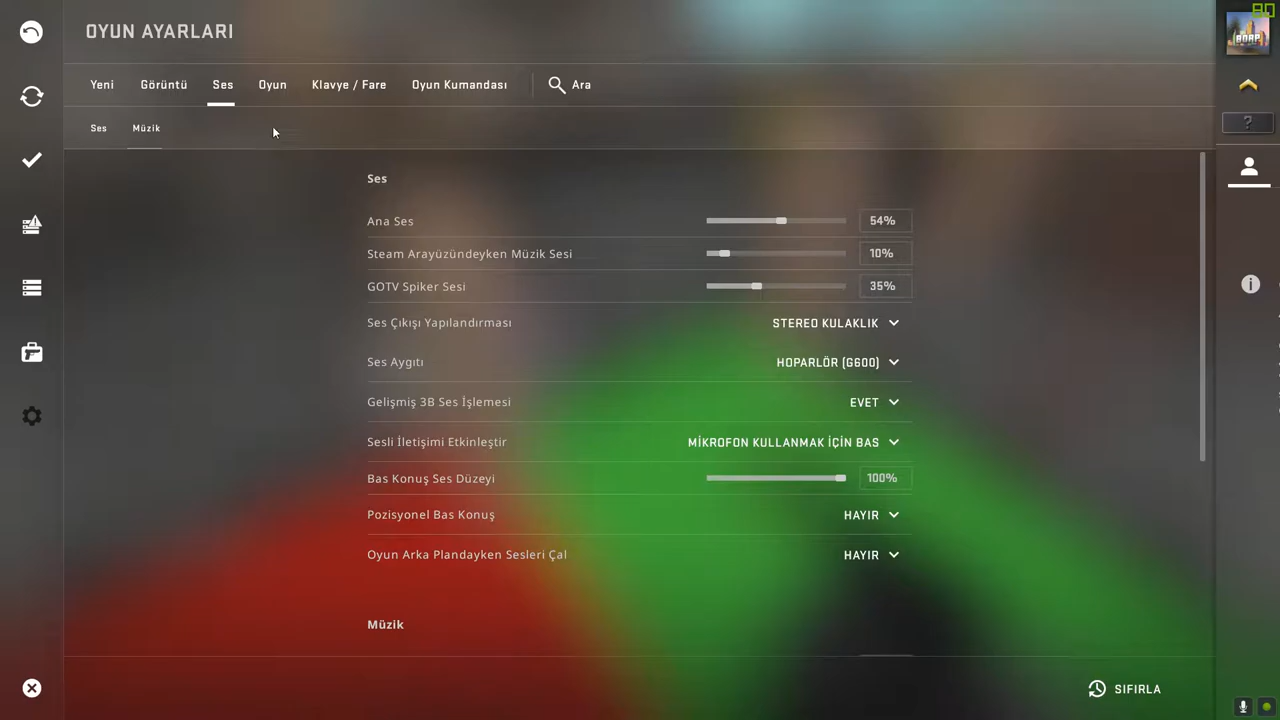 OYUN AYARLARI
Yeni Görüntü Ses Oyun Klavye / Fare Oyun Kumandası Ara
Ses Müzik
Ses
Ana Ses 54%
Steam Arayüzündeyken Müzik Sesi 10%
GOTV Spiker Sesi 35%
Ses Çıkışı Yapılandırması STEREO KULAKLIK
Ses Aygıtı HOPARLÖR (G600)
Gelişmiş 3B Ses İşlemesi EVET
Sesli İletişimi Etkinleştir MİKROFON KULLANMAK İÇİN BAS
Bas Konuş Ses Düzeyi 100%
Pozisyonel Bas Konuş HAYIR
Oyun Arka Plandayken Sesleri Çal HAYIR
Müzik
SIFIRLA
80
?